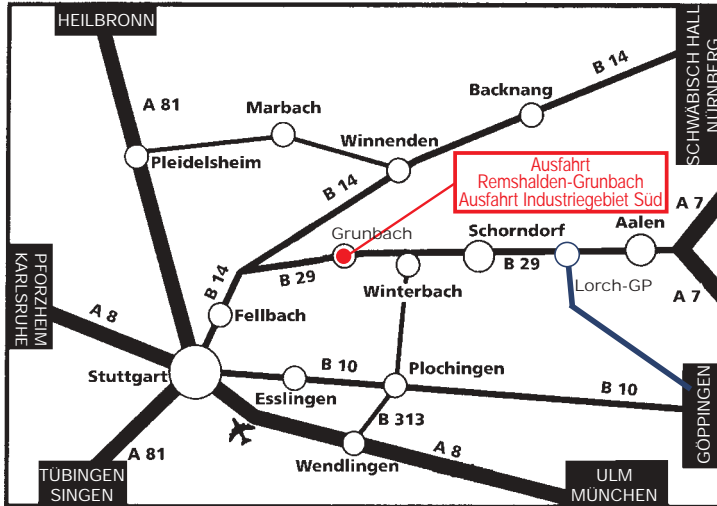 HEILBRONN
SCHWÄBISCH HALL
NÜRNBERG
B 14
Backnang
A 81
Marbach
Winnenden
Pleidelsheim
Ausfahrt
Remshalden-Grunbach
Ausfahrt Industriegebiet Süd
B 14
A 7
Grunbach
Schorndorf
Aalen
PFORZHEIM
KARLSRUHE
B 14
B 29
B 29
Winterbach
Lorch-GP
A 7
A 8
Fellbach
Stuttgart
B 10
Plochingen
Esslingen
B 10
GÖPPINGEN
B 313
A 81
A 8
Wendlingen
TÜBINGEN
SINGEN
ULM
MÜNCHEN